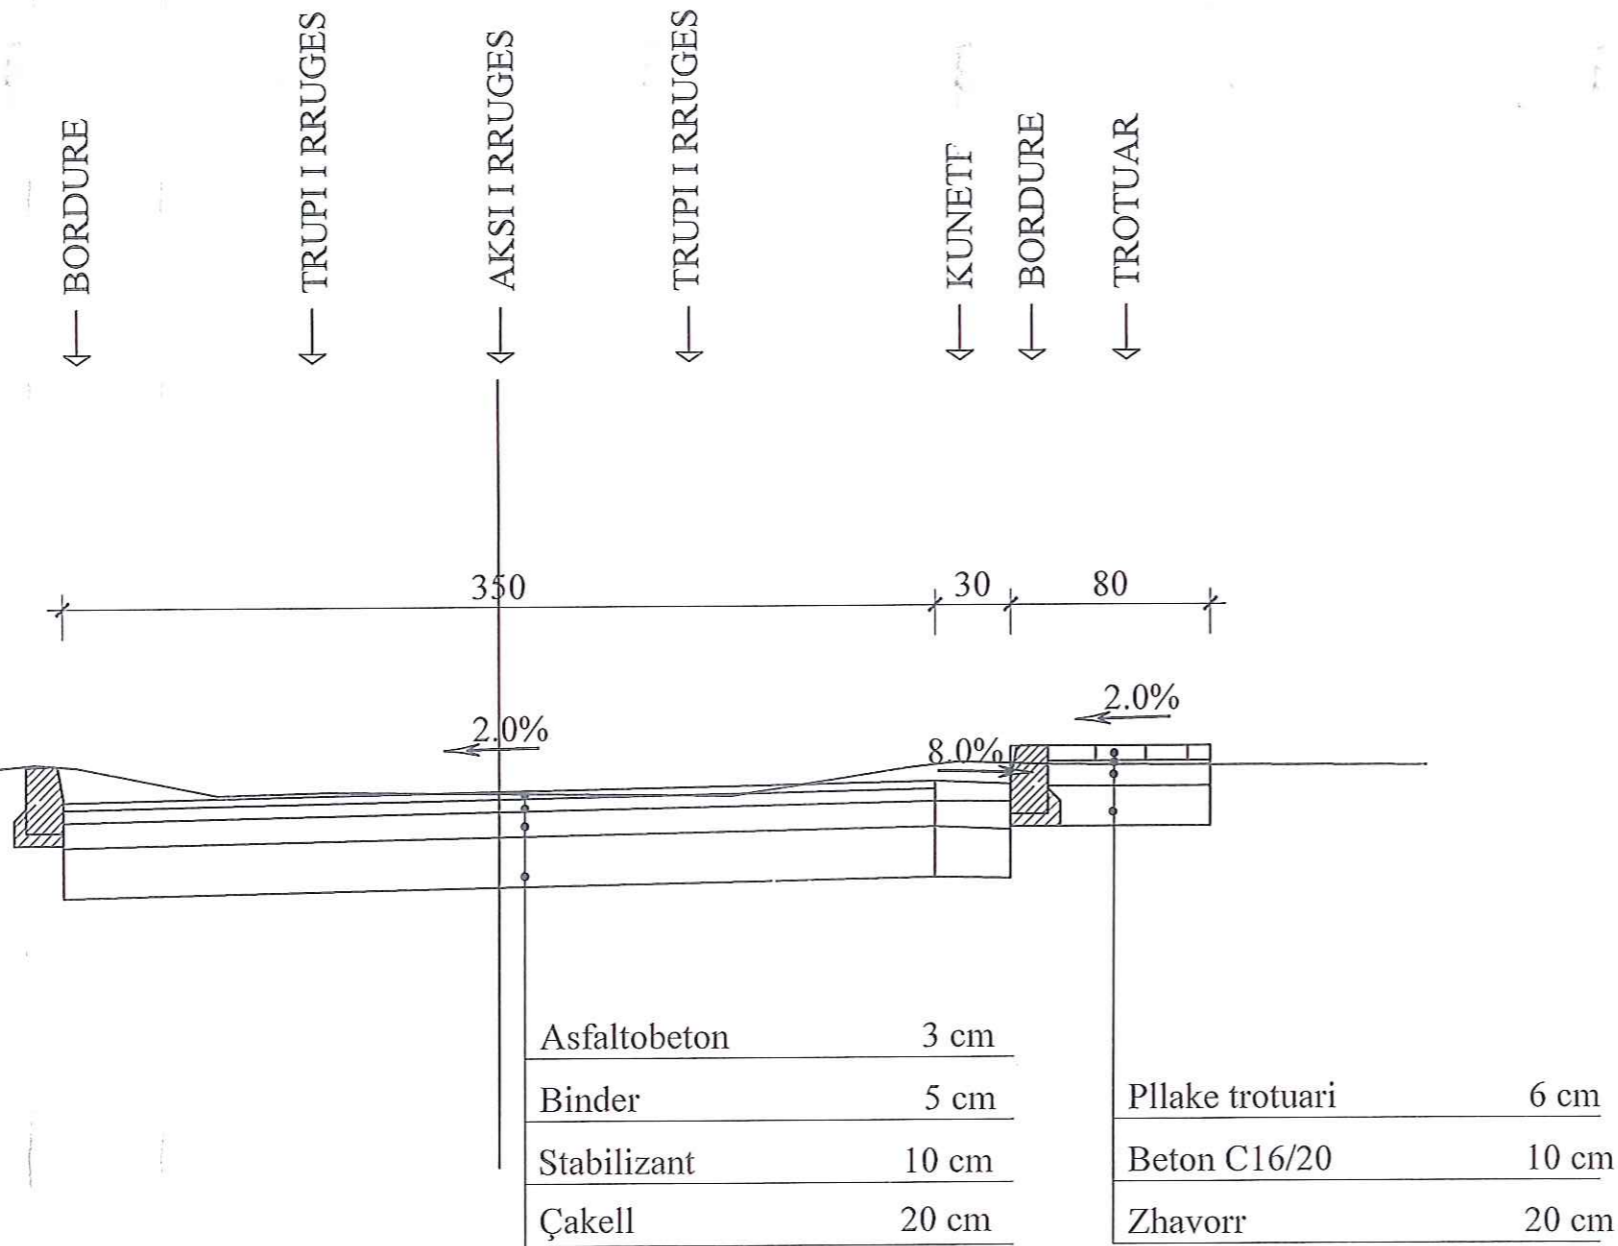 BORDURE
TRUPI I RRUGES
AKSI I RRUGES
TRUPI I RRUGES
KUNETE
BORDURE
TROTUAR
350
30
80
2.0%
2.0%
8.0%
Asfaltobeton 3 cm
Binder 5 cm
Stabilizant 10 cm
Çakell 20 cm
Pllake trotuari 6 cm
Beton C16/20 10 cm
Zhavorr 20 cm